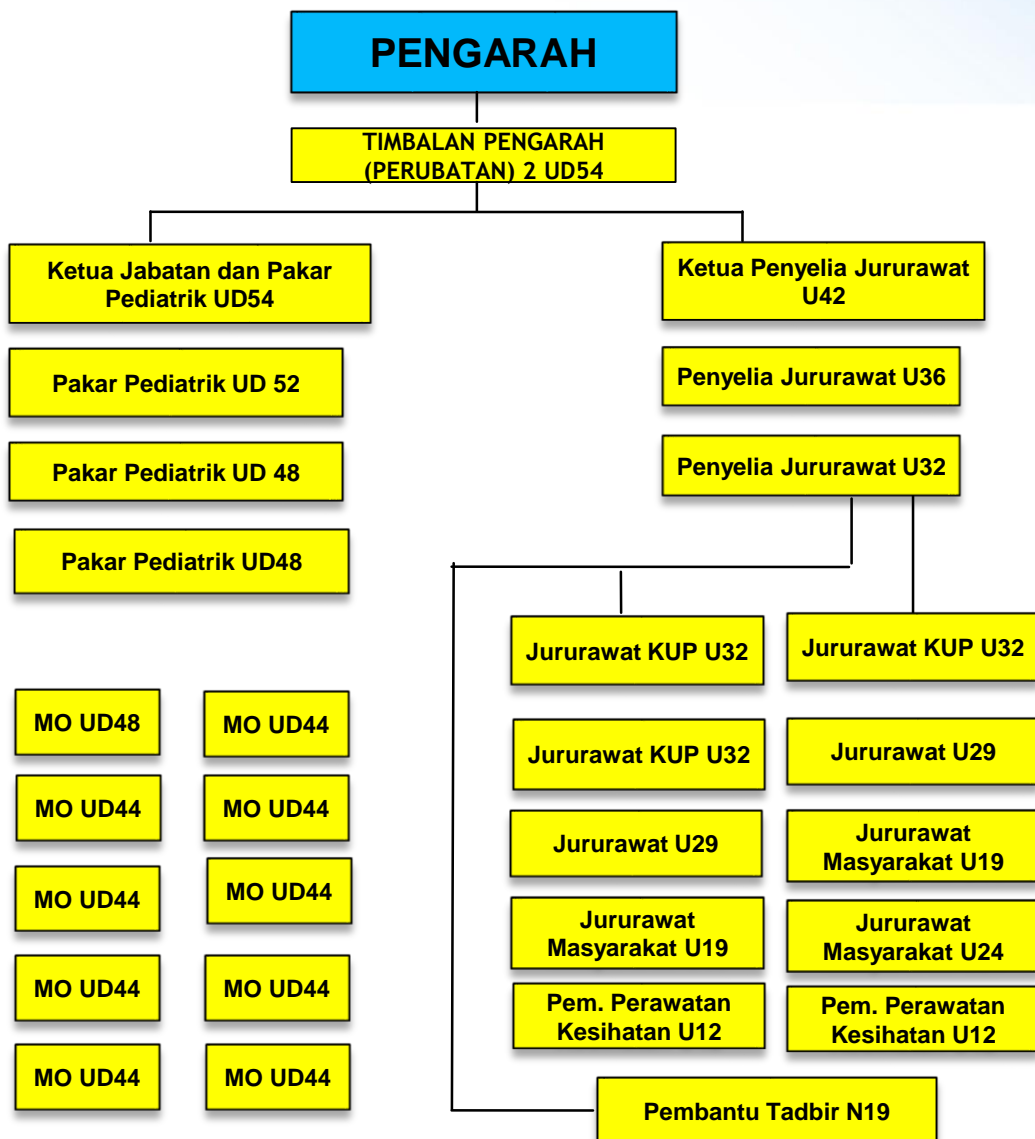 PENGARAH
TIMBALAN PENGARAH
(PERUBATAN) 2 UD54
Ketua Jabatan dan Pakar
Pediatrik UD54
Pakar Pediatrik UD 52
Pakar Pediatrik UD 48
Pakar Pediatrik UD48
MO UD48
MO UD44
MO UD44
MO UD44
MO UD44
MO UD44
MO UD44
MO UD44
MO UD44
MO UD44
Ketua Penyelia Jururawat
U42
Penyelia Jururawat U36
Penyelia Jururawat U32
Jururawat KUP U32
Jururawat KUP U32
Jururawat U29
Jururawat
Masyarakat U19
Pem. Perawatan
Kesihatan U12
Jururawat KUP U32
Jururawat U29
Jururawat
Masyarakat U19
Jururawat
Masyarakat U24
Pem. Perawatan
Kesihatan U12
Pembantu Tadbir N19